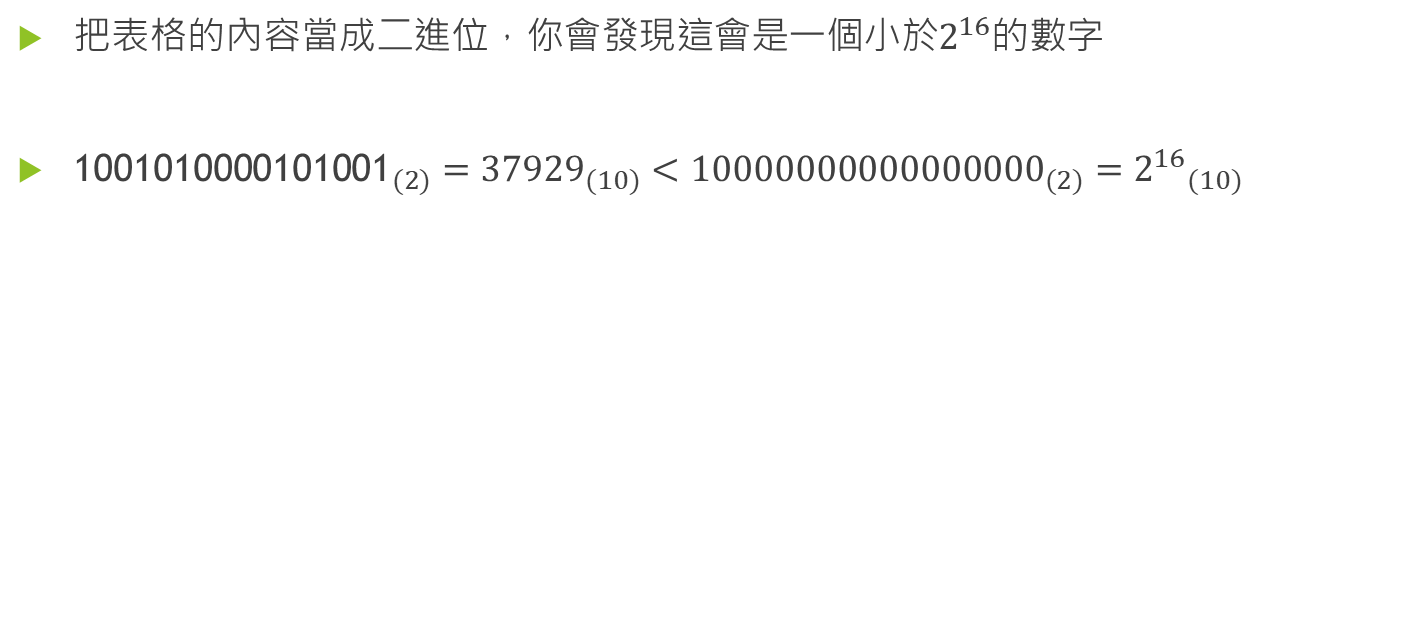 把表格的內容當成二進位，你會發現這會是一個小於2¹⁶的數字
1001010000101001₍₂₎ = 37929₍₁₀₎ < 10000000000000000₍₂₎ = 2¹⁶₍₁₀₎